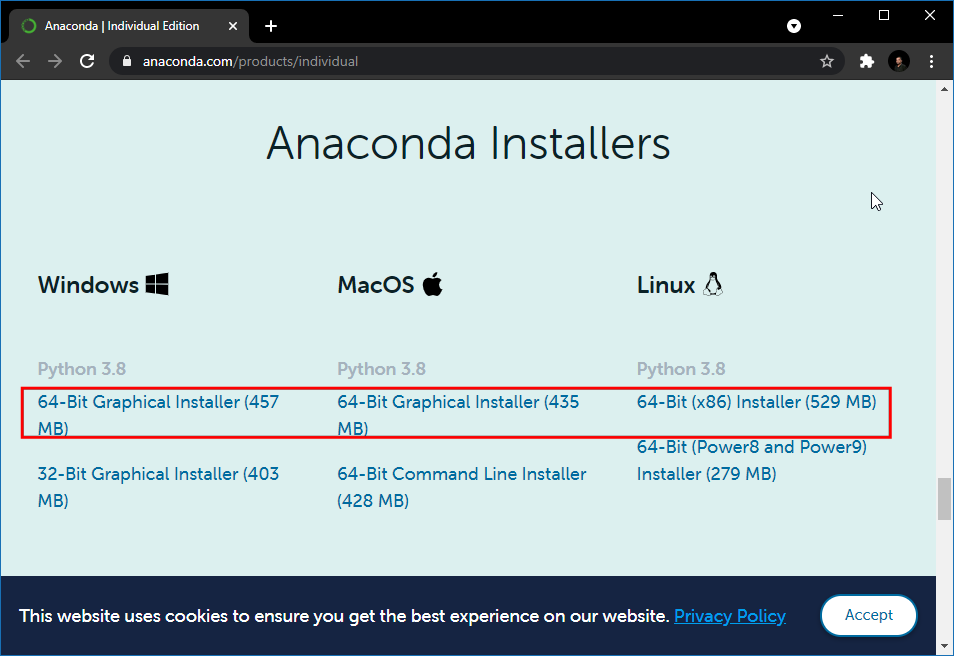 Anaconda | Individual Edition
anaconda.com/products/individual
Anaconda Installers
Windows
MacOS
Linux
Python 3.8
Python 3.8
Python 3.8
64-Bit Graphical Installer (457
MB)
64-Bit Graphical Installer (435
MB)
64-Bit (x86) Installer (529 MB)
32-Bit Graphical Installer (403
MB)
64-Bit Command Line Installer
(428 MB)
64-Bit (Power8 and Power9)
Installer (279 MB)
This website uses cookies to ensure you get the best experience on our website. Privacy Policy
Accept